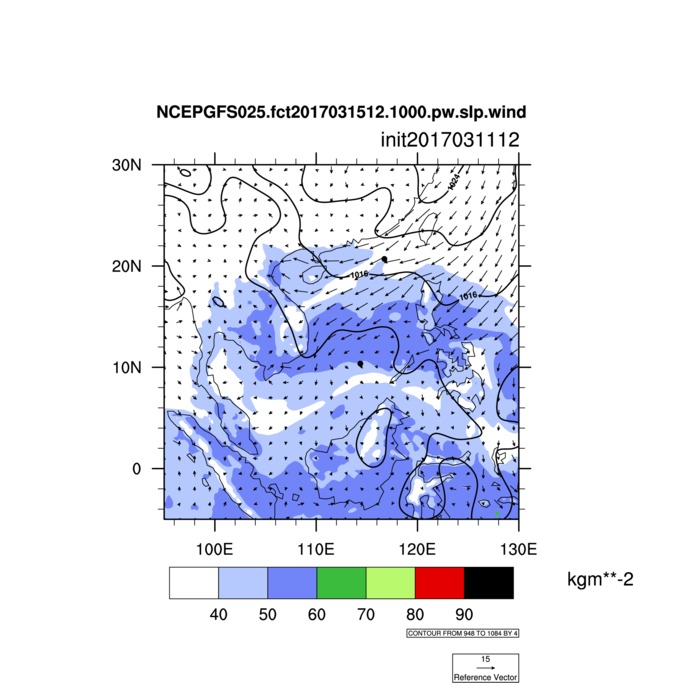 NCEPGFS025.fct2017031512.1000.pw.slp.wind
init2017031112
30N
1024
20N
1016
1016
10N
0
100E 110E 120E 130E
kgm**-2
40 50 60 70 80 90
CONTOUR FROM 948 TO 1084 BY 4
15
Reference Vector